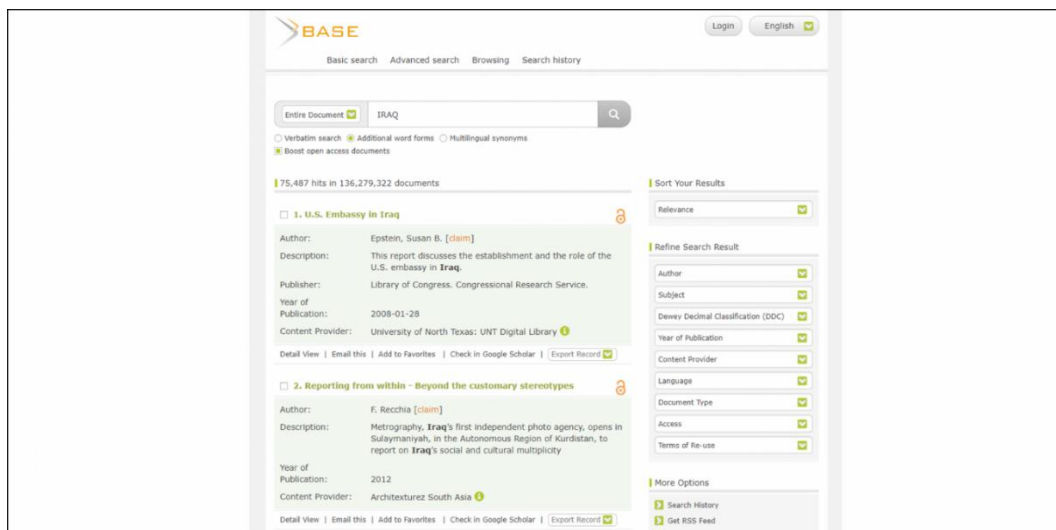 BASE
Login
English
Basic search Advanced search Browsing Search history
Entire Document IRAQ
Verbatim search Additional word forms Multilingual synonyms
Boost open access documents
75,487 hits in 136,279,322 documents
1. U.S. Embassy in Iraq
Author: Epstein, Susan B. [claim]
Description: This report discusses the establishment and the role of the
U.S. embassy in Iraq.
Publisher: Library of Congress. Congressional Research Service.
Year of
Publication: 2008-01-28
Content Provider: University of North Texas: UNT Digital Library
Detail View | Email this | Add to Favorites | Check in Google Scholar | Export Record
2. Reporting from within - Beyond the customary stereotypes
Author: F. Recchia [claim]
Description: Metrography, Iraq's first independent photo agency, opens in
Sulaymaniyah, in the Autonomous Region of Kurdistan, to
report on Iraq's social and cultural multiplicity
Year of
Publication: 2012
Content Provider: Architexturez South Asia
Detail View | Email this | Add to Favorites | Check in Google Scholar | Export Record
Sort Your Results
Relevance
Refine Search Result
Author
Subject
Dewey Decimal Classification (DDC)
Year of Publication
Content Provider
Language
Document Type
Access
Terms of Re-use
More Options
Search History
Get RSS Feed